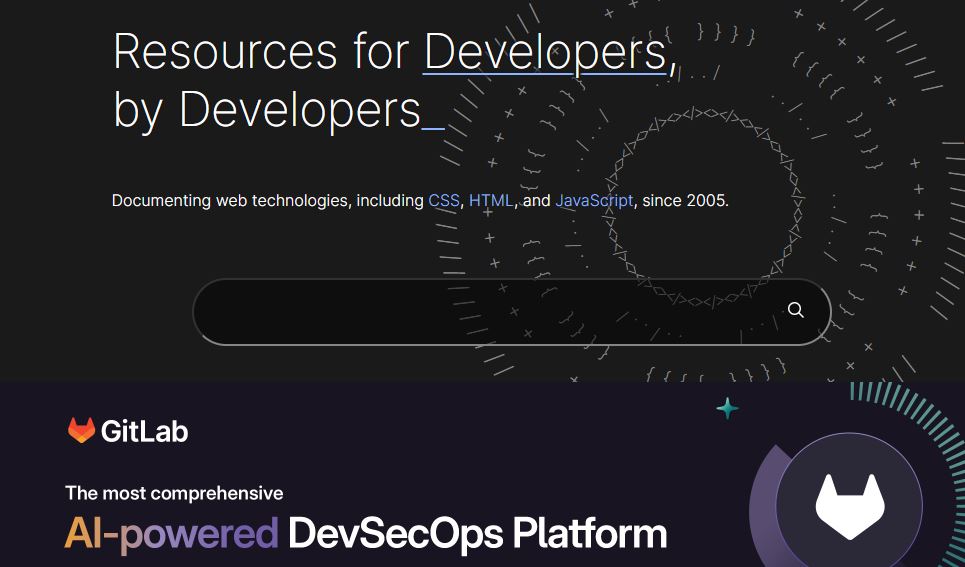 Resources for Developers,
by Developers_
Documenting web technologies, including CSS, HTML, and JavaScript, since 2005.
GitLab
The most comprehensive
AI-powered DevSecOps Platform